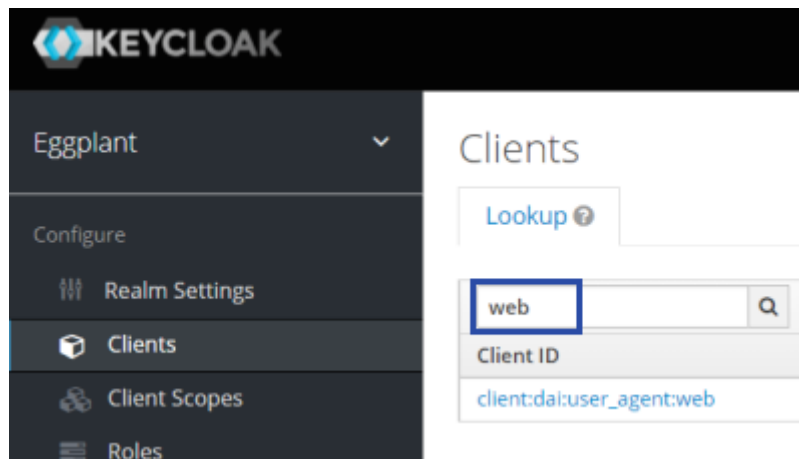 KEYCLOAK
Eggplant
Configure
Realm Settings
Clients
Client Scopes
Roles
Clients
Lookup
web
Client ID
client:dai:user_agent:web